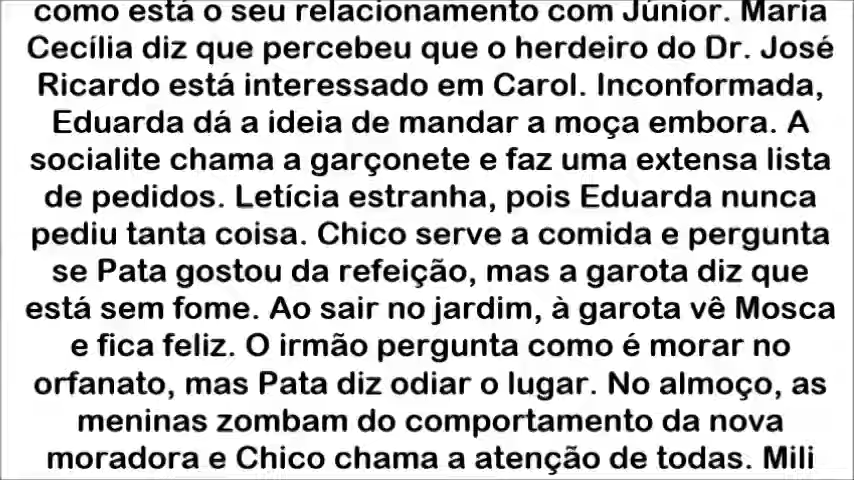 como está o seu relacionamento com Júnior. Maria
Cecília diz que percebeu que o herdeiro do Dr. José
Ricardo está interessado em Carol. Inconformada,
Eduarda dá a ideia de mandar a moça embora. A
socialite chama a garçonete e faz uma extensa lista
de pedidos. Letícia estranha, pois Eduarda nunca
pediu tanta coisa. Chico serve a comida e pergunta
se Pata gostou da refeição, mas a garota diz que
está sem fome. Ao sair no jardim, à garota vê Mosca
e fica feliz. O irmão pergunta como é morar no
orfanato, mas Pata diz odiar o lugar. No almoço, as
meninas zombam do comportamento da nova
moradora e Chico chama a atenção de todas. Mili